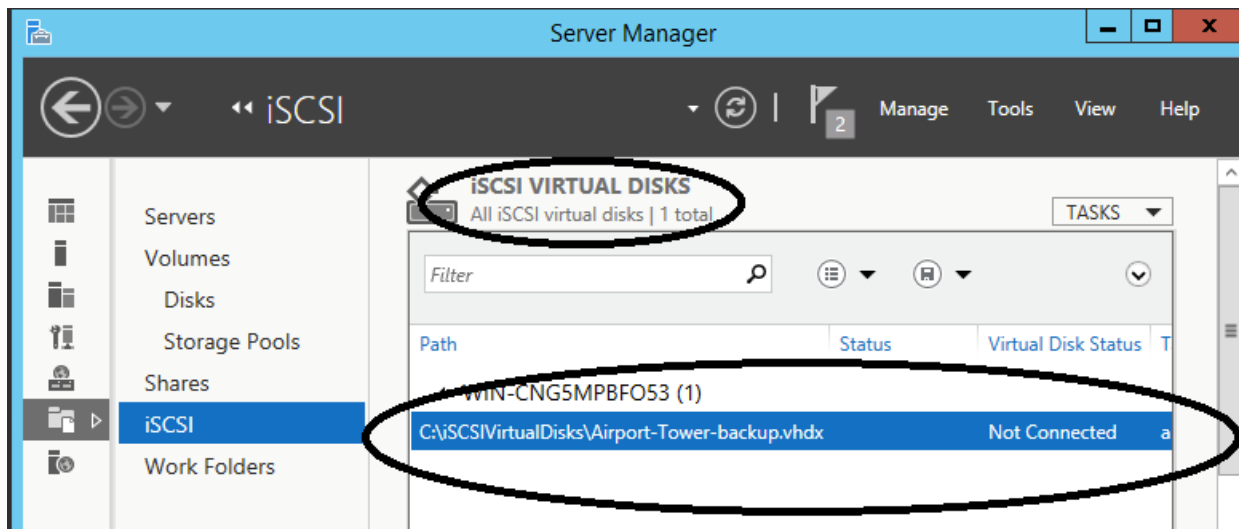 Server Manager
iSCSI
2
Manage Tools View Help
Servers
Volumes
Disks
Storage Pools
Shares
iSCSI
Work Folders
iSCSI VIRTUAL DISKS
All iSCSI virtual disks | 1 total
TASKS
Filter
Path Status Virtual Disk Status T
WIN-CNG5MPBFO53 (1)
C:\iSCSIVirtualDisks\Airport-Tower-backup.vhdx Not Connected a